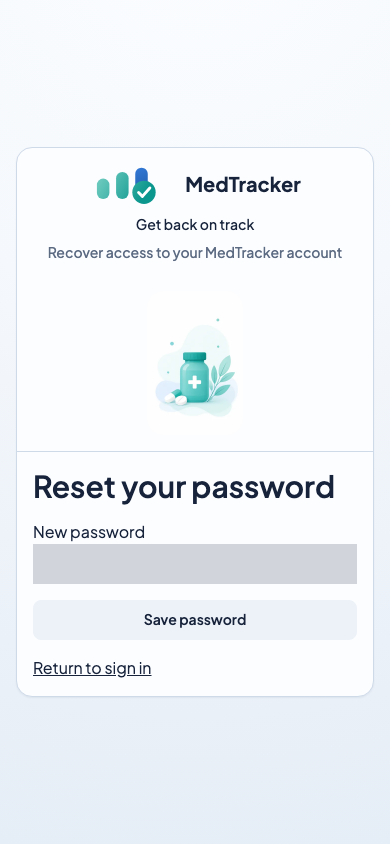 MedTracker
Get back on track
Recover access to your MedTracker account
Reset your password
New password
Save password
Return to sign in